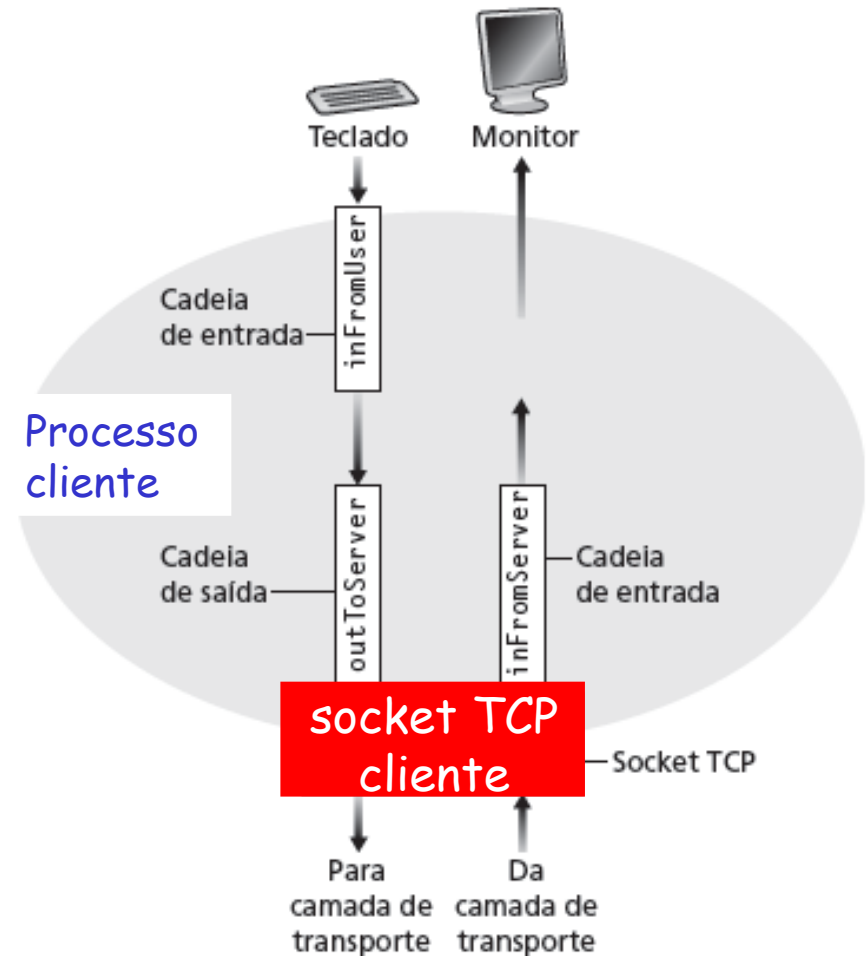 Teclado
Monitor
inFromUser
Cadeia
de entrada
Processo
cliente
Cadeia
de saída
outToServer
inFromServer
Cadeia
de entrada
socket TCP
cliente
Socket TCP
Para
camada de
transporte
Da
camada de
transporte